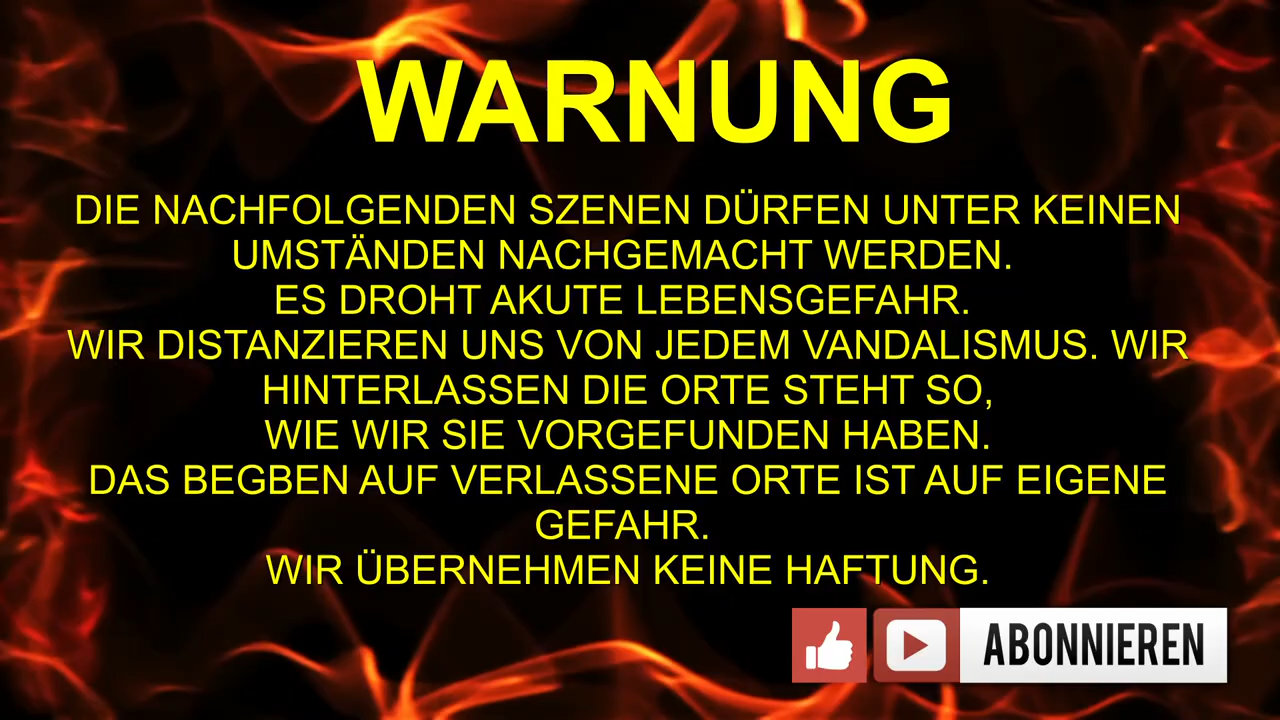 WARNUNG
DIE NACHFOLGENDEN SZENEN DÜRFEN UNTER KEINEN
UMSTÄNDEN NACHGEMACHT WERDEN.
ES DROHT AKUTE LEBENSGEFAHR.
WIR DISTANZIEREN UNS VON JEDEM VANDALISMUS. WIR
HINTERLASSEN DIE ORTE STEHT SO,
WIE WIR SIE VORGEFUNDEN HABEN.
DAS BEGBEN AUF VERLASSENE ORTE IST AUF EIGENE
GEFAHR.
WIR ÜBERNEHMEN KEINE HAFTUNG.
ABONNIEREN